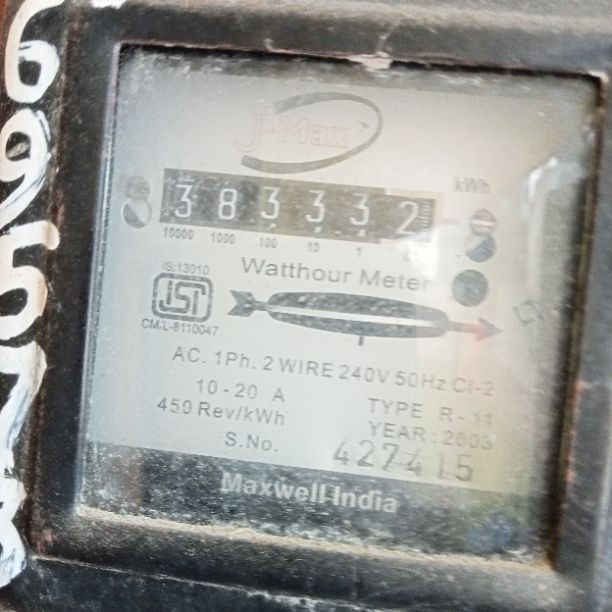 J-Max
kWh
3 8 3 3 3 2
10000 1000 100 10 1
Watthour Meter
IS:13010
ISI
CM/L-8110047
AC. 1Ph. 2 WIRE 240V 50Hz Cl-2
10-20 A
TYPE R-11
450 Rev/kWh
YEAR: 2003
S.No. 427415
Maxwell India